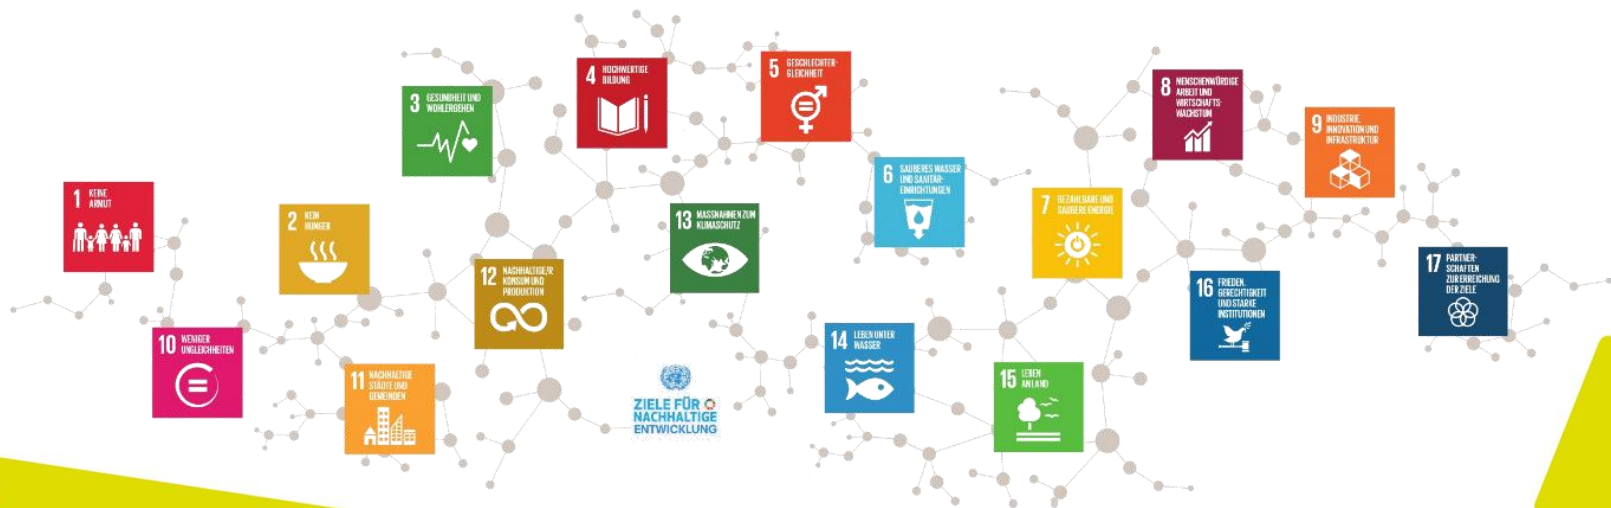 1 KEINE
ARMUT
2 KEIN
HUNGER
3 GESUNDHEIT UND
WOHLERGEHEN
4 HOCHWERTIGE
BILDUNG
5 GESCHLECHTER-
GLEICHHEIT
6 SAUBERES WASSER
UND SANITÄR-
EINRICHTUNGEN
7 BEZAHLBARE UND
SAUBERE ENERGIE
8 MENSCHENWÜRDIGE
ARBEIT UND
WIRTSCHAFTS-
WACHSTUM
9 INDUSTRIE,
INNOVATION UND
INFRASTRUKTUR
10 WENIGER
UNGLEICHHEITEN
11 NACHHALTIGE
STÄDTE UND
GEMEINDEN
12 NACHHALTIGE/R
KONSUM UND
PRODUKTION
13 MASSNAHMEN ZUM
KLIMASCHUTZ
14 LEBEN UNTER
WASSER
15 LEBEN
AN LAND
16 FRIEDEN,
GERECHTIGKEIT
UND STARKE
INSTITUTIONEN
17 PARTNER-
SCHAFTEN
ZUR ERREICHUNG
DER ZIELE
ZIELE FÜR
NACHHALTIGE
ENTWICKLUNG